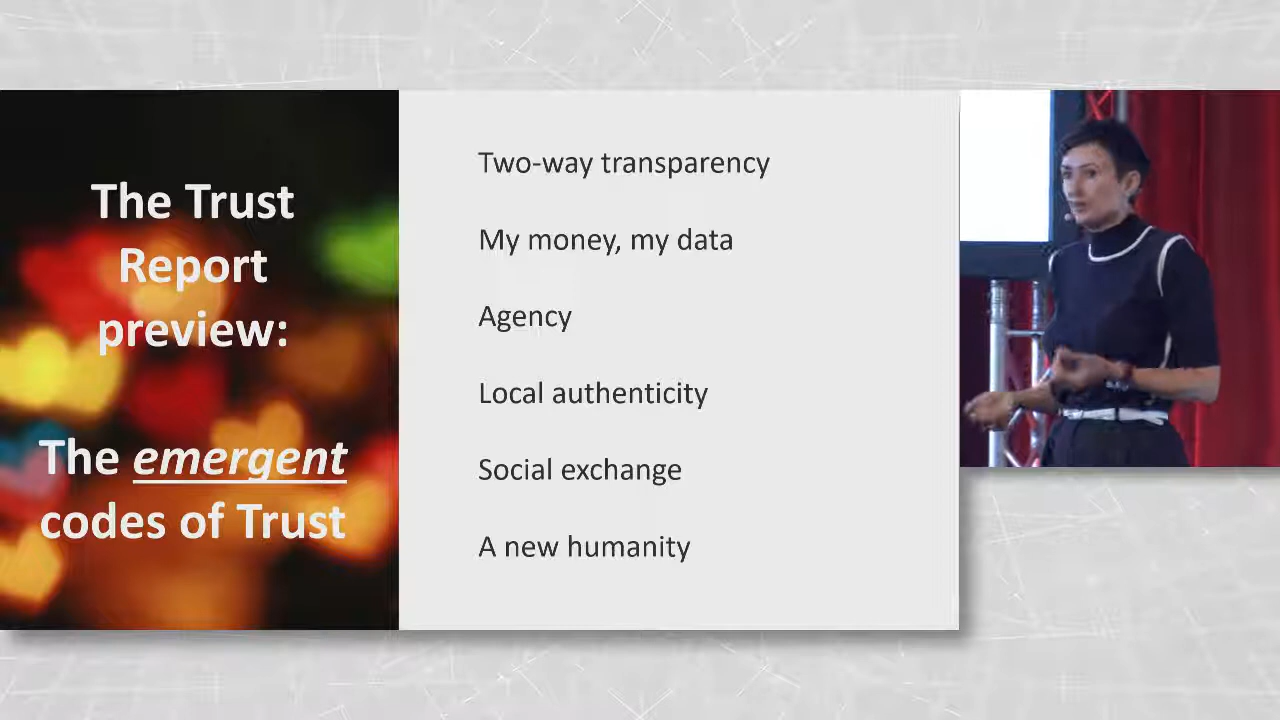 The Trust
Report
preview:
The emergent
codes of Trust
Two-way transparency
My money, my data
Agency
Local authenticity
Social exchange
A new humanity